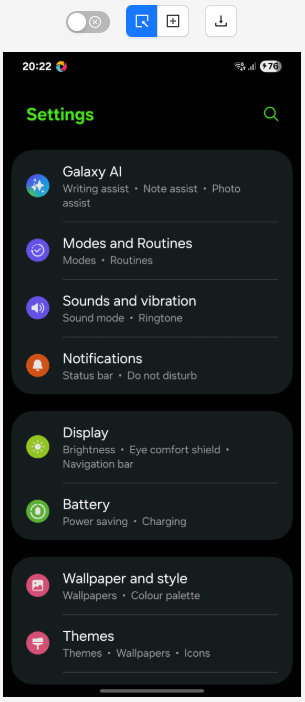 20:22
76
Settings
Galaxy AI
Writing assist • Note assist • Photo
assist
Modes and Routines
Modes • Routines
Sounds and vibration
Sound mode • Ringtone
Notifications
Status bar • Do not disturb
Display
Brightness • Eye comfort shield •
Navigation bar
Battery
Power saving • Charging
Wallpaper and style
Wallpapers • Colour palette
Themes
Themes • Wallpapers • Icons